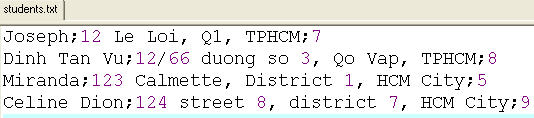 students.txt
Joseph;12 Le Loi, Q1, TPHCM;7
Dinh Tan Vu;12/66 duong so 3, Qo Vap, TPHCM;8
Miranda;123 Calmette, District 1, HCM City;5
Celine Dion;124 street 8, district 7, HCM City;9